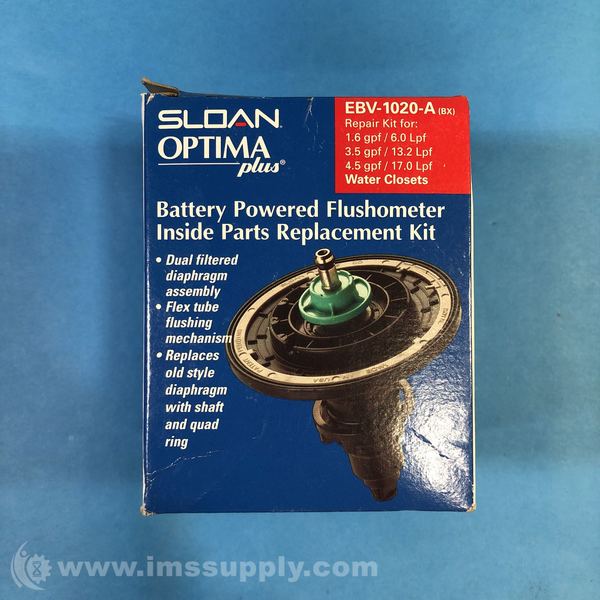 SLOAN®
OPTIMA
plus®
EBV-1020-A (BX)
Repair Kit for:
1.6 gpf / 6.0 Lpf
3.5 gpf / 13.2 Lpf
4.5 gpf / 17.0 Lpf
Water Closets
Battery Powered Flushometer
Inside Parts Replacement Kit
• Dual filtered
diaphragm
assembly
• Flex tube
flushing
mechanism
• Replaces
old style
diaphragm
with shaft
and quad
ring
www.imssupply.com